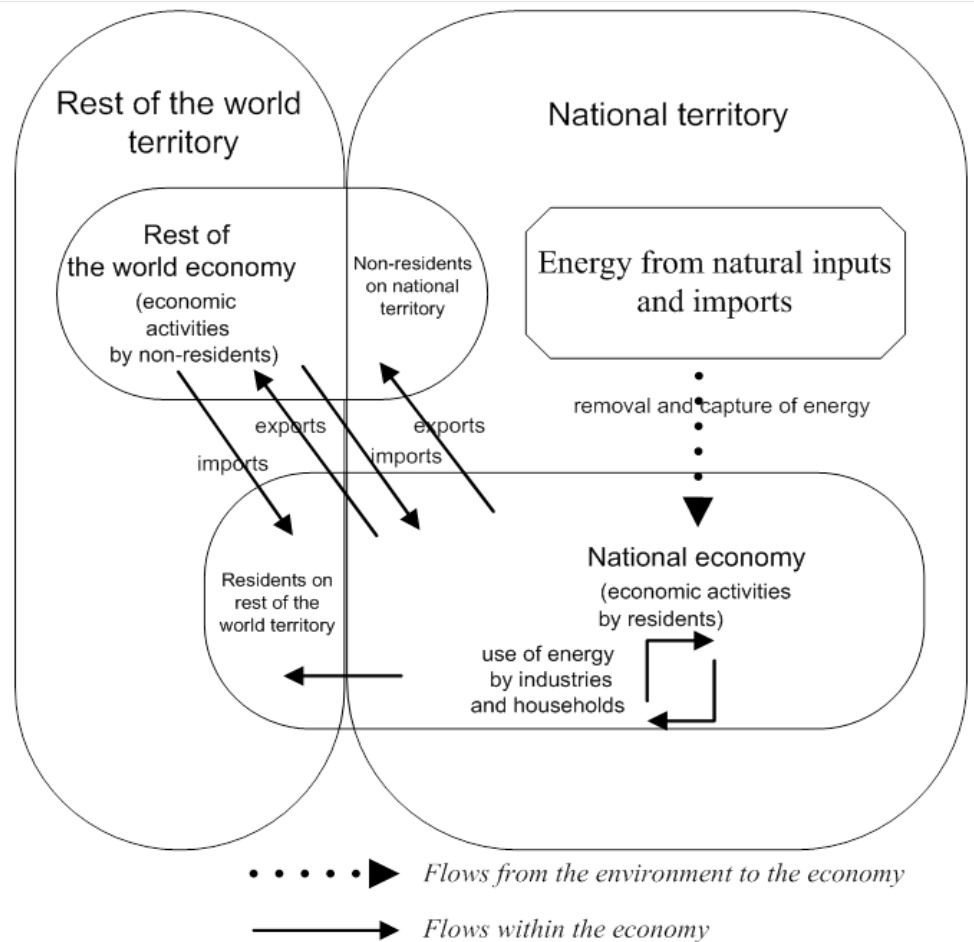 Rest of the world
territory
National territory
Rest of
the world economy
(economic
activities
by non-residents)
Non-residents
on national
territory
Energy from natural inputs
and imports
removal and capture of energy
exports
exports
imports
imports
National economy
(economic activities
by residents)
Residents on
rest of the
world territory
use of energy
by industries
and households
Flows from the environment to the economy
Flows within the economy